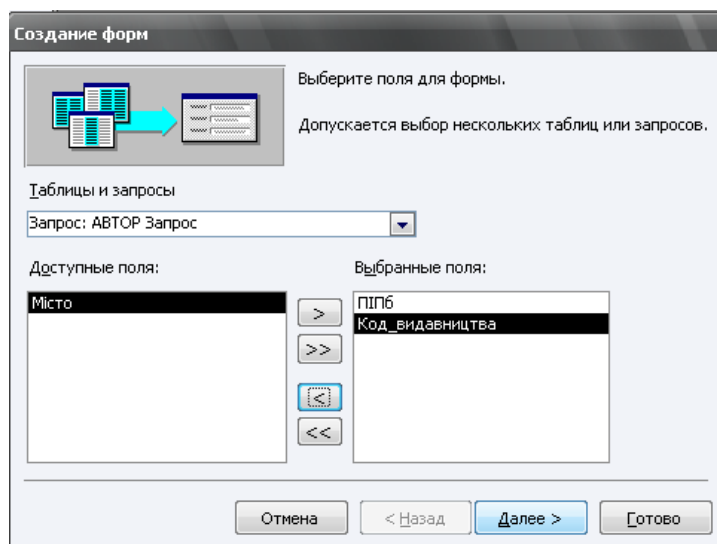 Создание форм
Выберите поля для формы.
Допускается выбор нескольких таблиц или запросов.
Таблицы и запросы
Запрос: АВТОР Запрос
Доступные поля:
Місто
>
>>
<
<<
Выбранные поля:
ПІПб
Код_видавництва
Отмена
< Назад
Далее >
Готово